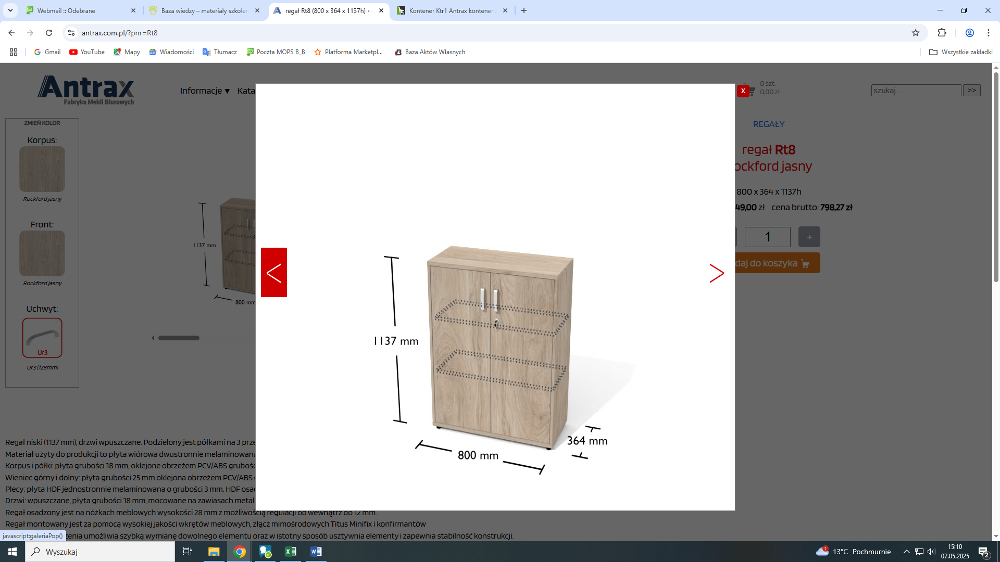 Webmail :: Odebrane
Baza wiedzy – materiały szkoler
regał Rt8 (800 x 364 x 1137h) •
Kontener Ktr1 Antrax kontener
antrax.com.pl/?pnr=Rt8
Gmail
YouTube
Mapy
Wiadomości
Tłumacz
Poczta MOPS B_B
Platforma Marketpl...
Baza Aktów Własnych
Wszystkie zakładki
Antrax
Fabryka Mebli Biurowych
Informacje ▼
Kata
X
0 szt.
0,00 zł
szukaj...
>>
ZMIEŃ KOLOR
Korpus:
Rockford jasny
Front:
Rockford jasny
Uchwyt:
Ur3
Ur3 (128mm)
1137 mm
800 mm
1137 mm
800 mm
364 mm
REGAŁY
regał Rt8
ockford jasny
800 x 364 x 1137h
49,00 zł cena brutto: 798,27 zł
1
+
daj do koszyka
Regał niski (1137 mm), drzwi wpuszczane. Podzielony jest półkami na 3 prze
Materiał użyty do produkcji to płyta wiórowa dwustronnie melaminowana
Korpus i półki: płyta grubości 18 mm, oklejone obrzeżem PCV/ABS gruboś
Wieniec górny i dolny: płyta grubości 25 mm oklejona obrzeżem PCV/ABS
Plecy: płyta HDF jednostronnie melaminowana o grubości 3 mm. HDF osad
Drzwi: wpuszczane, płyta grubości 18 mm, mocowane na zawiasach metal
Regał osadzony jest na nóżkach meblowych wysokości 28 mm z możliwością regulacji od wewnątrz do 12 mm.
Regał montowany jest za pomocą wysokiej jakości wkrętów meblowych, złącz mimośrodowych Titus Minifix i konfirmantów
zenia umożliwia szybką wymianę dowolnego elementu oraz w istotny sposób usztywnia elementy i zapewnia stabilność konstrukcji.
javascript:galeriaPop()
Wyszukaj
1
13°C Pochmurnie
15:10
07.05.2025
2